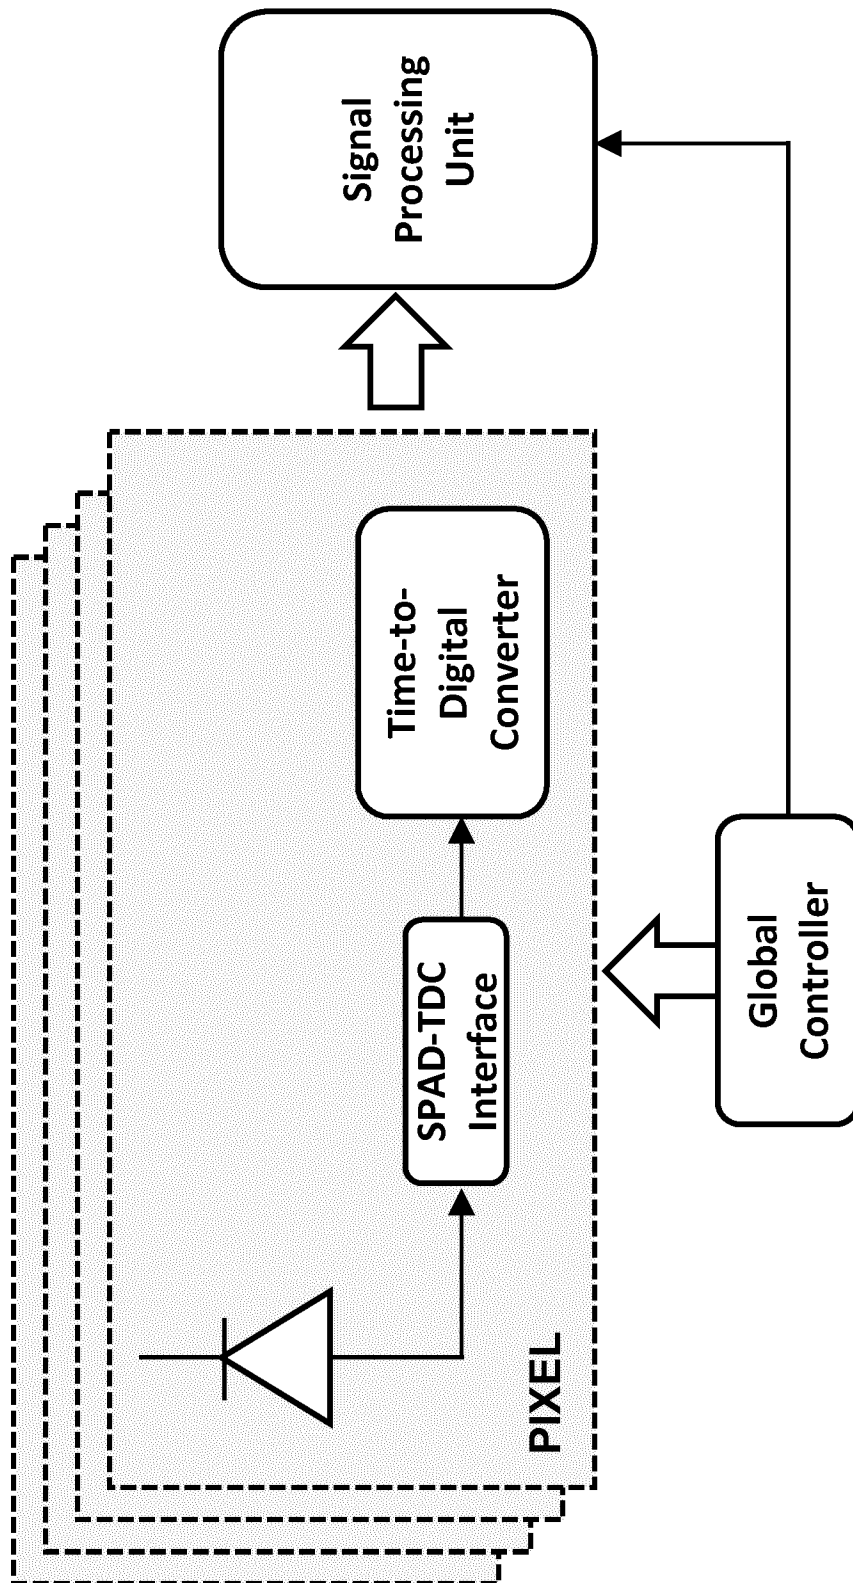 PIXEL
SPAD-TDC
Interface
Time-to-
Digital
Converter
Signal
Processing
Unit
Global
Controller